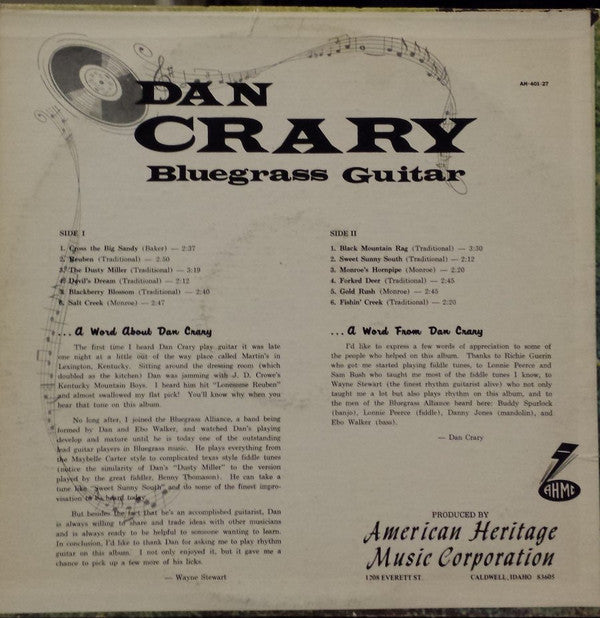 AH-401-27
DAN
CRARY
Bluegrass Guitar
SIDE I
1. Cross the Big Sandy (Baker) — 2:37
2. Reuben (Traditional) — 2:50
3. The Dusty Miller (Traditional) — 3:19
4. Devil's Dream (Traditional) — 2:12
5. Blackberry Blossom (Traditional) — 2:40
6. Salt Creek (Monroe) — 2:47
...A Word About Dan Crary
The first time I heard Dan Crary play guitar it was late
one night at a little out of the way place called Martin's in
Lexington, Kentucky. Sitting around the dressing room (which
doubled as the kitchen) Dan was jamming with J. D. Crowe's
Kentucky Mountain Boys. I heard him hit "Lonesome Reuben"
and almost swallowed my flat pick! You'll know why when you
hear that tune on this album.
No long after, I joined the Bluegrass Alliance, a band being
formed by Dan and Ebo Walker, and watched Dan's playing
develop and mature until he is today one of the outstanding
lead guitar players in Bluegrass music. He plays everything from
the Maybelle Carter style to complicated texas style fiddle tunes
(notice the similarity of Dan's "Dusty Miller" to the version
played by the great fiddler, Benny Thomason). He can take a
tune like "Sweet Sunny South" and do some of the finest impro-
visation to be heard today.
But besides the fact that he's an accomplished guitarist, Dan
is always willing to share and trade ideas with other musicians
and is always ready to be helpful to someone wanting to learn.
In conclusion, I'd like to thank Dan for asking me to play rhythm
guitar on this album. I not only enjoyed it, but it gave me a
chance to pick up a few more of his licks.
— Wayne Stewart
SIDE II
1. Black Mountain Rag (Traditional) — 3:30
2. Sweet Sunny South (Traditional) — 2:12
3. Monroe's Hornpipe (Monroe) — 2:20
4. Forked Deer (Traditional) — 2:45
5. Gold Rush (Monroe) — 2:45
6. Fishin' Creek (Traditional) — 2:20
...A Word From Dan Crary
I'd like to express a few words of appreciation to some of
the people who helped on this album. Thanks to Richie Guerin
who got me started playing fiddle tunes, to Lonnie Peerce and
Sam Bush who taught me most of the fiddle tunes I know, to
Wayne Stewart (the finest rhythm guitarist alive) who not only
taught me a lot but also plays rhythm on this album, and to
the men of the Bluegrass Alliance heard here: Buddy Spurlock
(banjo), Lonnie Peerce (fiddle), Danny Jones (mandolin), and
Ebo Walker (bass).
— Dan Crary
AHMC
PRODUCED BY
American Heritage
Music Corporation
1208 EVERETT ST. CALDWELL, IDAHO 83605